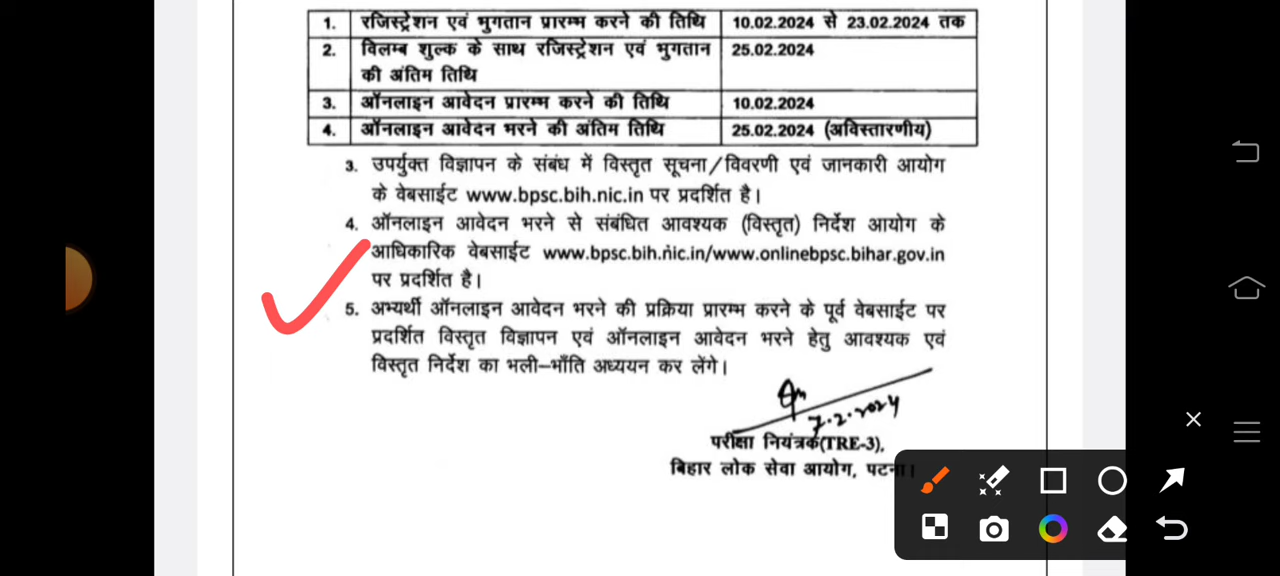 1. रजिस्ट्रेशन एवं भुगतान प्रारम्भ करने की तिथि 10.02.2024 से 23.02.2024 तक
2. विलम्ब शुल्क के साथ रजिस्ट्रेशन एवं भुगतान 25.02.2024
की अंतिम तिथि
3. ऑनलाइन आवेदन प्रारम्भ करने की तिथि 10.02.2024
4. ऑनलाइन आवेदन भरने की अंतिम तिथि 25.02.2024 (अविस्तारणीय)
3. उपर्युक्त विज्ञापन के संबंध में विस्तृत सूचना/विवरणी एवं जानकारी आयोग
के वेबसाईट www.bpsc.bih.nic.in पर प्रदर्शित है।
4. ऑनलाइन आवेदन भरने से संबंधित आवश्यक (विस्तृत) निर्देश आयोग के
आधिकारिक वेबसाईट www.bpsc.bih.nic.in/www.onlinebpsc.bihar.gov.in
पर प्रदर्शित है।
5. अभ्यर्थी ऑनलाइन आवेदन भरने की प्रक्रिया प्रारम्भ करने के पूर्व वेबसाईट पर
प्रदर्शित विस्तृत विज्ञापन एवं ऑनलाइन आवेदन भरने हेतु आवश्यक एवं
विस्तृत निर्देश का भली-भाँति अध्ययन कर लेंगे।
7.2.2024
परीक्षा नियंत्रक(TRE-3),
बिहार लोक सेवा आयोग, पटना।